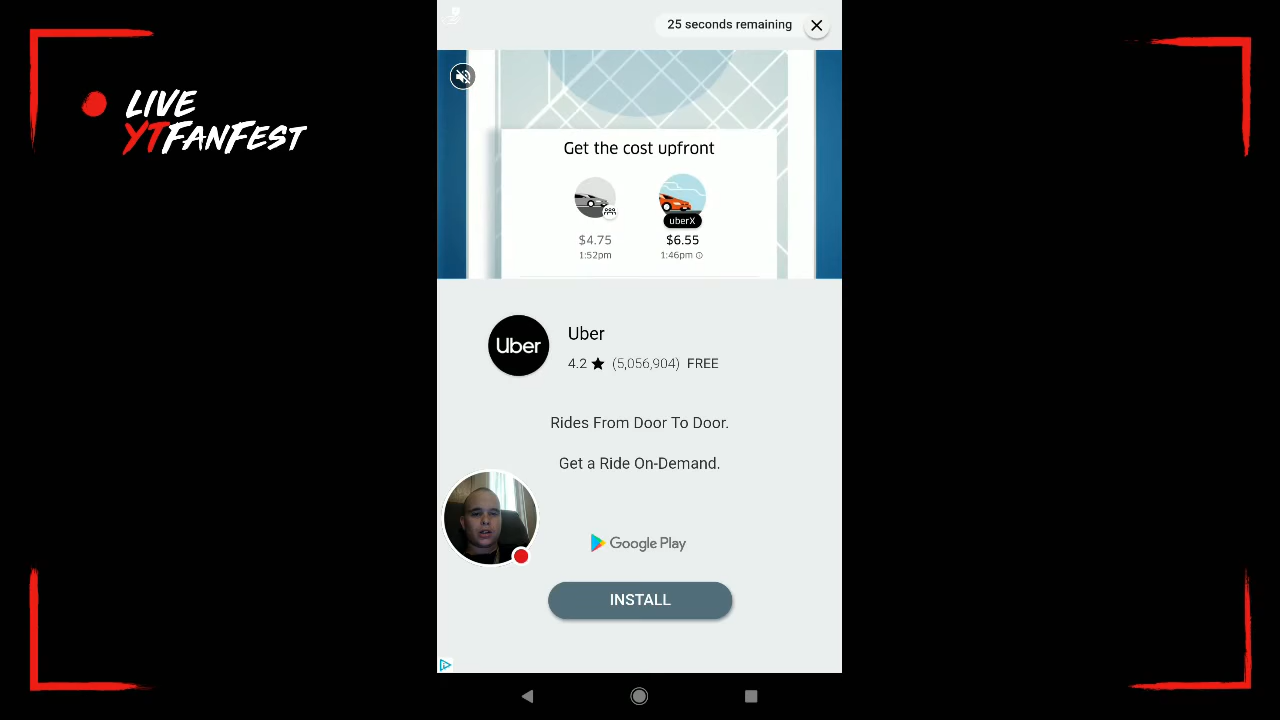 25 seconds remaining
LIVE
YTFANFEST
Get the cost upfront
uberX
$4.75
$6.55
1:52pm
1:46pm
Uber
Uber
4.2 ★ (5,056,904) FREE
Rides From Door To Door.
Get a Ride On-Demand.
Google Play
INSTALL